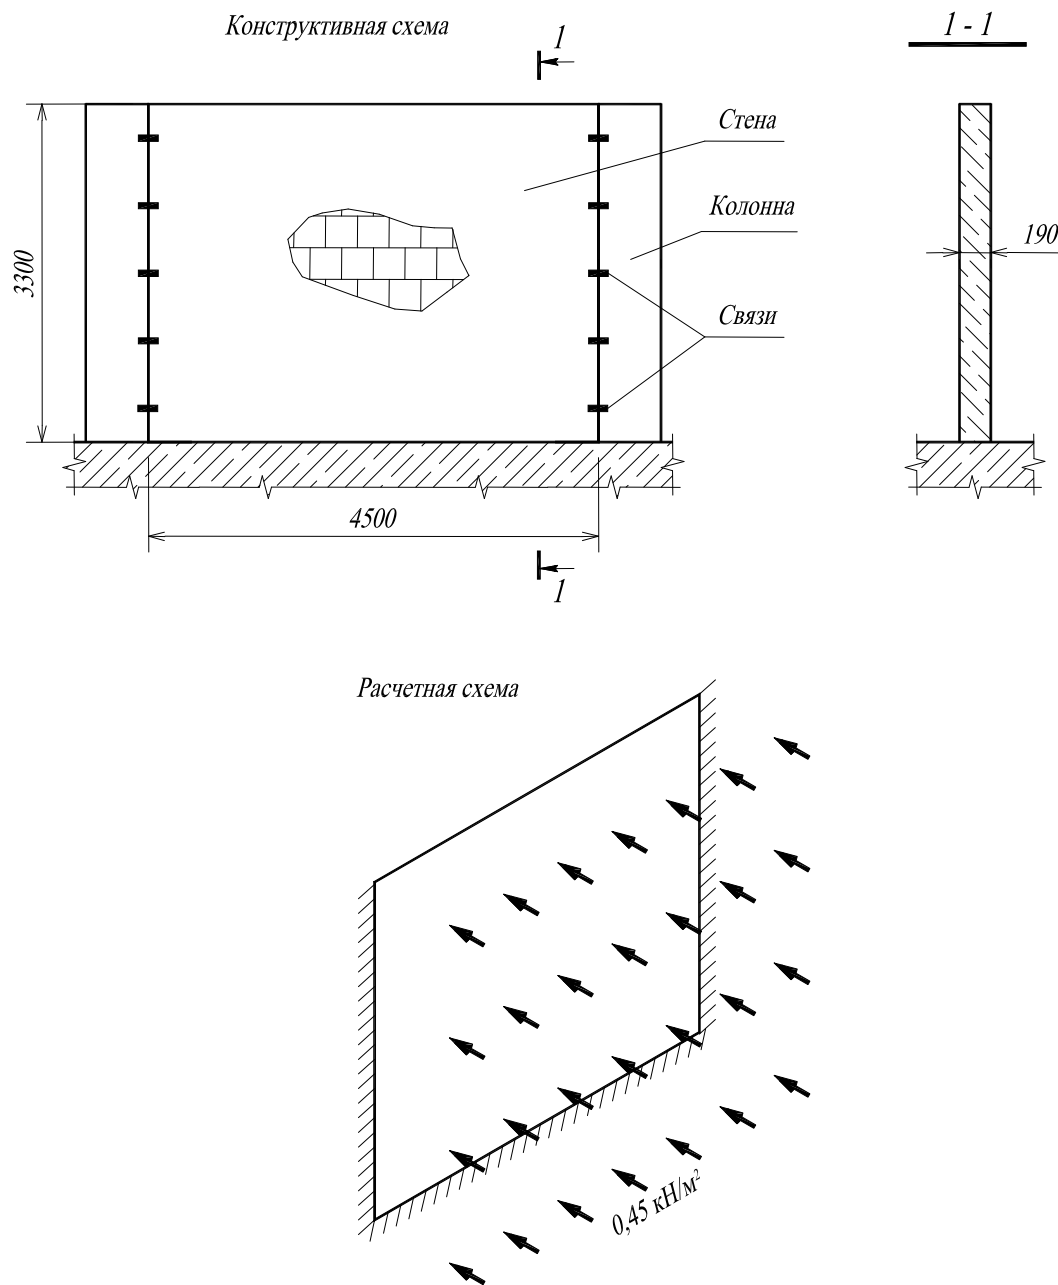 Конструктивная схема
1
1 - 1
Стена
Колонна
190
3300
Связи
4500
1
Расчетная схема
0,45 кН/м²